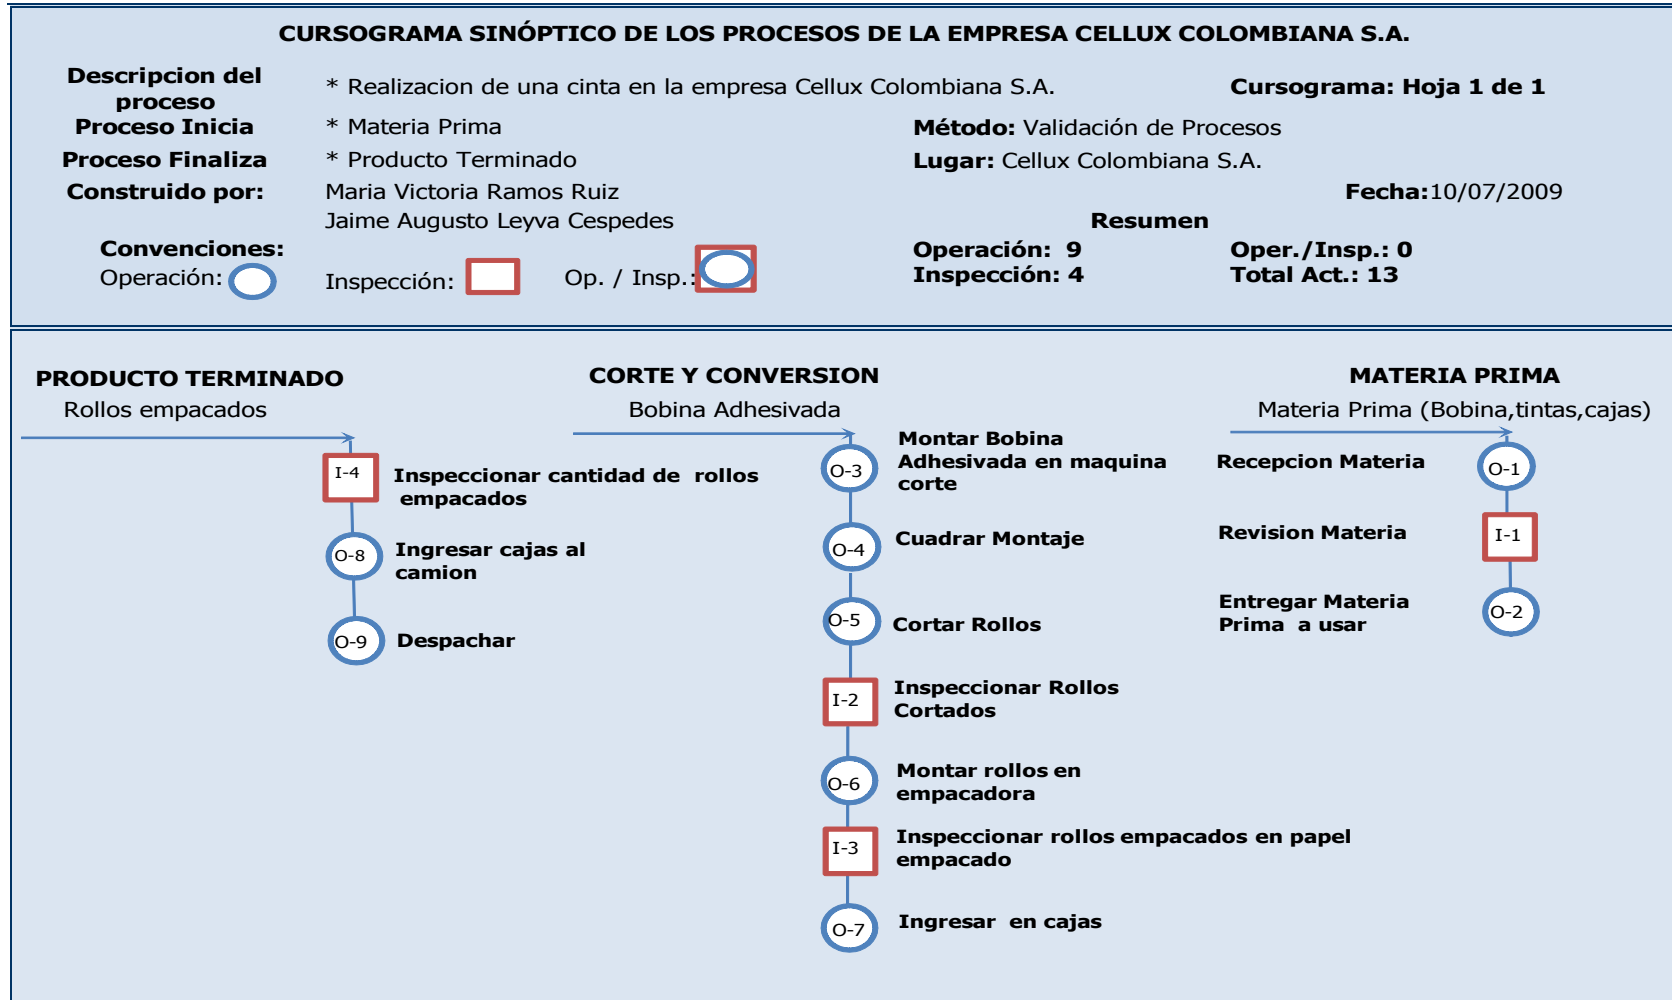 CURSOGRAMA SINÓPTICO DE LOS PROCESOS DE LA EMPRESA CELLUX COLOMBIANA S.A.
Descripcion del
proceso
* Realizacion de una cinta en la empresa Cellux Colombiana S.A.
Cursograma: Hoja 1 de 1
Proceso Inicia
* Materia Prima
Método: Validación de Procesos
Proceso Finaliza
* Producto Terminado
Lugar: Cellux Colombiana S.A.
Construido por:
Maria Victoria Ramos Ruiz
Fecha:10/07/2009
Jaime Augusto Leyva Cespedes
Resumen
Convenciones:
Operación: 9
Oper./Insp.: 0
Operación:
Inspección:
Op. / Insp.:
Inspección: 4
Total Act.: 13
PRODUCTO TERMINADO
Rollos empacados
I-4
Inspeccionar cantidad de rollos
empacados
O-8
Ingresar cajas al
camion
O-9
Despachar
CORTE Y CONVERSION
Bobina Adhesivada
O-3
Montar Bobina
Adhesivada en maquina
corte
O-4
Cuadrar Montaje
O-5
Cortar Rollos
I-2
Inspeccionar Rollos
Cortados
O-6
Montar rollos en
empacadora
I-3
Inspeccionar rollos empacados en papel
empacado
O-7
Ingresar en cajas
MATERIA PRIMA
Materia Prima (Bobina,tintas,cajas)
Recepcion Materia
O-1
Revision Materia
I-1
Entregar Materia
Prima a usar
O-2